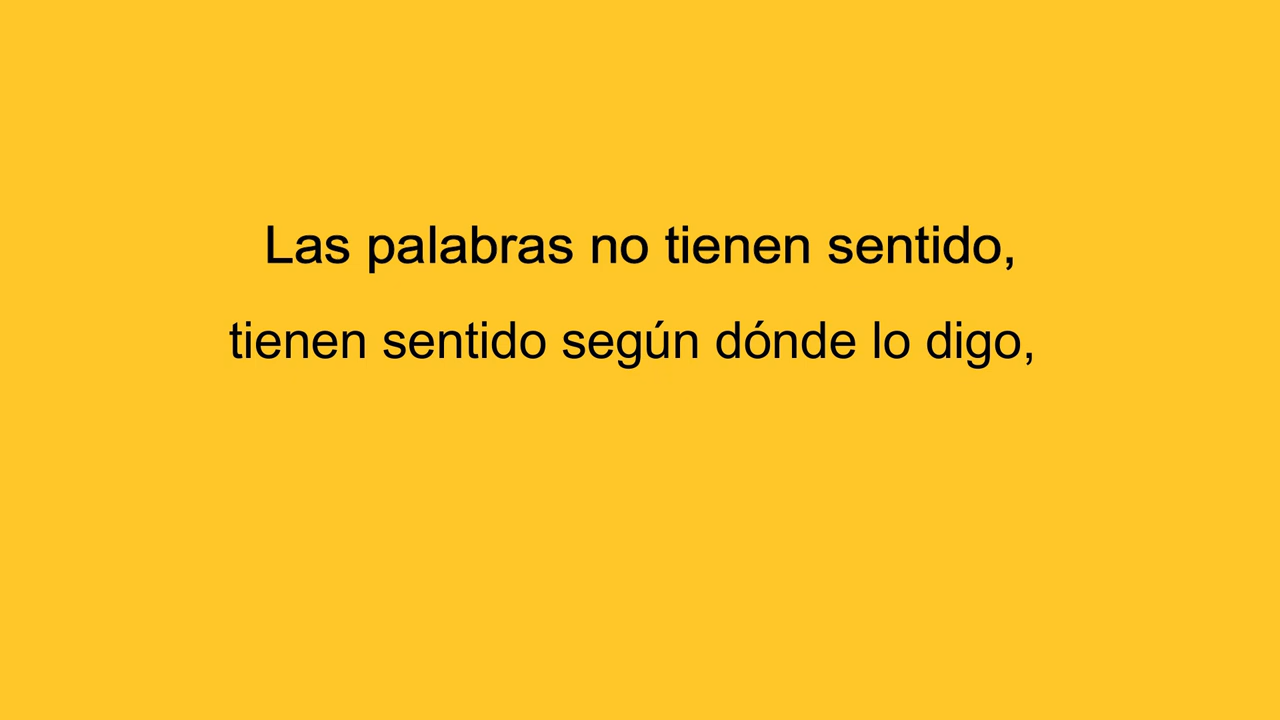 Las palabras no tienen sentido,
tienen sentido según dónde lo digo,